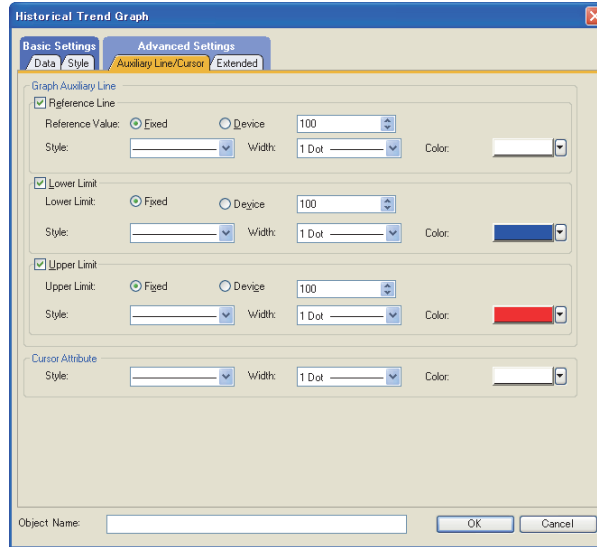 Historical Trend Graph
Basic Settings Advanced Settings
Data Style Auxiliary Line/Cursor Extended
Graph Auxiliary Line
Reference Line
Reference Value: Fixed Device 100
Style: Width: 1 Dot Color:
Lower Limit
Lower Limit: Fixed Device 100
Style: Width: 1 Dot Color:
Upper Limit
Upper Limit: Fixed Device 100
Style: Width: 1 Dot Color:
Cursor Attribute
Style: Width: 1 Dot Color:
Object Name: OK Cancel